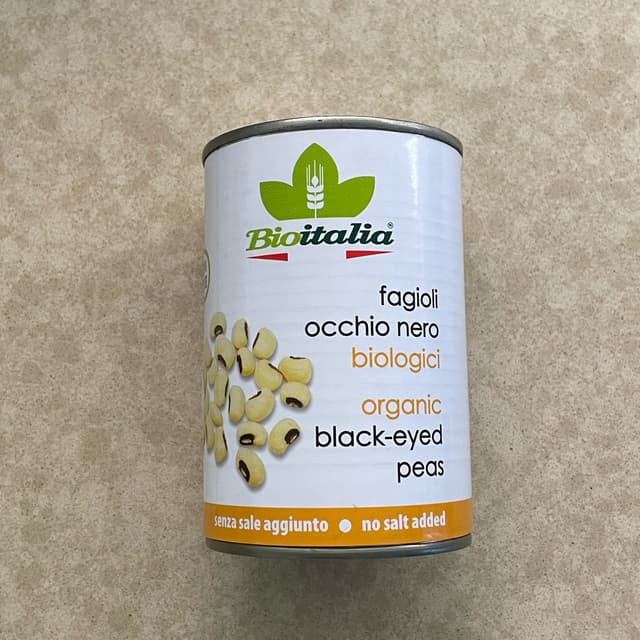 Bioitalia®
fagioli
occhio nero
biologici
organic
black-eyed
peas
senza sale aggiunto ● no salt added